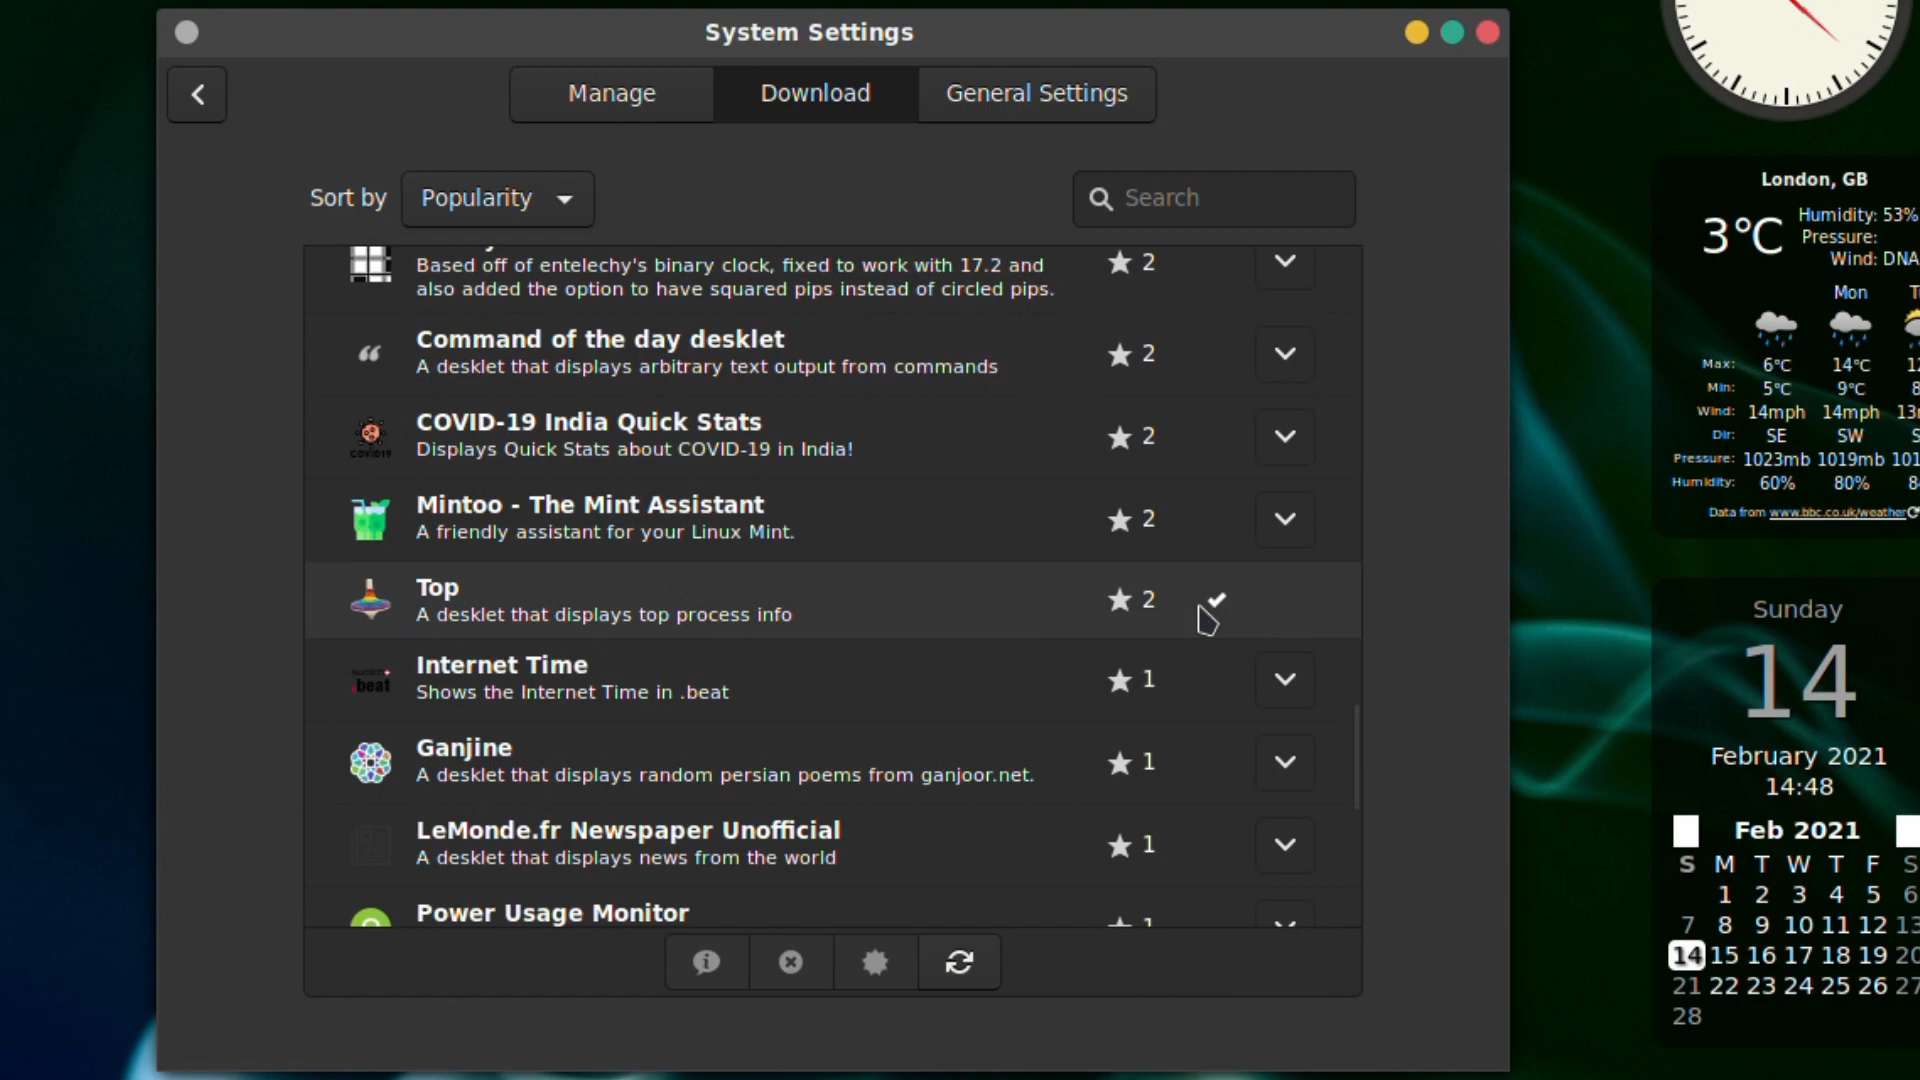 System Settings
Manage
Download
General Settings
Sort by
Popularity
Search
Based off of entelechy's binary clock, fixed to work with 17.2 and
also added the option to have squared pips instead of circled pips.
2
Command of the day desklet
A desklet that displays arbitrary text output from commands
2
COVID19
COVID-19 India Quick Stats
Displays Quick Stats about COVID-19 in India!
2
Mintoo - The Mint Assistant
A friendly assistant for your Linux Mint.
2
Top
A desklet that displays top process info
2
.beat
Internet Time
Shows the Internet Time in .beat
1
Ganjine
A desklet that displays random persian poems from ganjoor.net.
1
LeMonde.fr Newspaper Unofficial
A desklet that displays news from the world
1
Power Usage Monitor
1
London, GB
3°C
Humidity: 53%
Pressure:
Wind: DNA
Mon
Max: 6°C 14°C
Min: 5°C 9°C
Wind: 14mph 14mph
Dir: SE SW
Pressure: 1023mb 1019mb
Humidity: 60% 80%
Data from www.bbc.co.uk/weather
Sunday
14
February 2021
14:48
Feb 2021
S M T W T F S
1 2 3 4 5 6
7 8 9 10 11 12 13
14 15 16 17 18 19 20
21 22 23 24 25 26 27
28